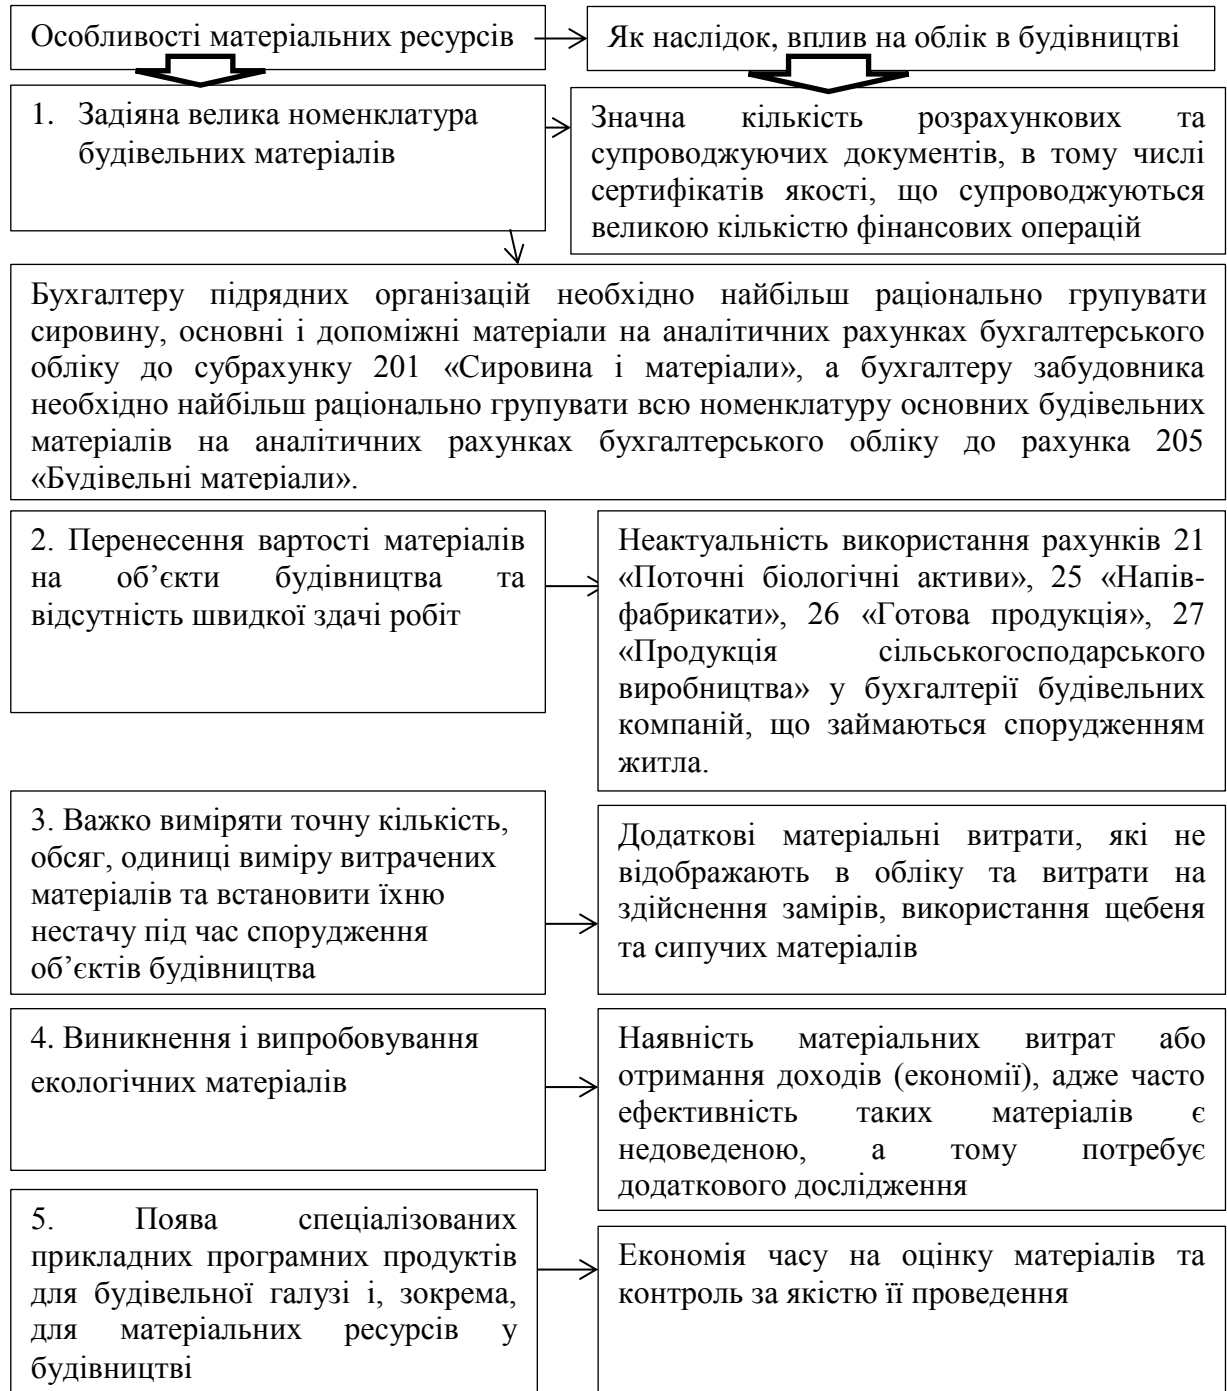 Особливості матеріальних ресурсів
Як наслідок, вплив на облік в будівництві
1. Задіяна велика номенклатура
будівельних матеріалів
Значна кількість розрахункових та
супроводжуючих документів, в тому числі
сертифікатів якості, що супроводжуються
великою кількістю фінансових операцій
Бухгалтеру підрядних організацій необхідно найбільш раціонально групувати
сировину, основні і допоміжні матеріали на аналітичних рахунках бухгалтерського
обліку до субрахунку 201 «Сировина і матеріали», а бухгалтеру забудовника
необхідно найбільш раціонально групувати всю номенклатуру основних будівельних
матеріалів на аналітичних рахунках бухгалтерського обліку до рахунка 205
«Будівельні матеріали».
2. Перенесення вартості матеріалів
на об’єкти будівництва та
відсутність швидкої здачі робіт
Неактуальність використання рахунків 21
«Поточні біологічні активи», 25 «Напів-
фабрикати», 26 «Готова продукція», 27
«Продукція сільськогосподарського
виробництва» у бухгалтерії будівельних
компаній, що займаються спорудженням
житла.
3. Важко виміряти точну кількість,
обсяг, одиниці виміру витрачених
матеріалів та встановити їхню
нестачу під час спорудження
об’єктів будівництва
Додаткові матеріальні витрати, які не
відображають в обліку та витрати на
здійснення замірів, використання щебеня
та сипучих матеріалів
4. Виникнення і випробовування
екологічних матеріалів
Наявність матеріальних витрат або
отримання доходів (економії), адже часто
ефективність таких матеріалів є
недоведеною, а тому потребує
додаткового дослідження
5. Поява спеціалізованих
прикладних програмних продуктів
для будівельної галузі і, зокрема,
для матеріальних ресурсів у
будівництві
Економія часу на оцінку матеріалів та
контроль за якістю її проведення